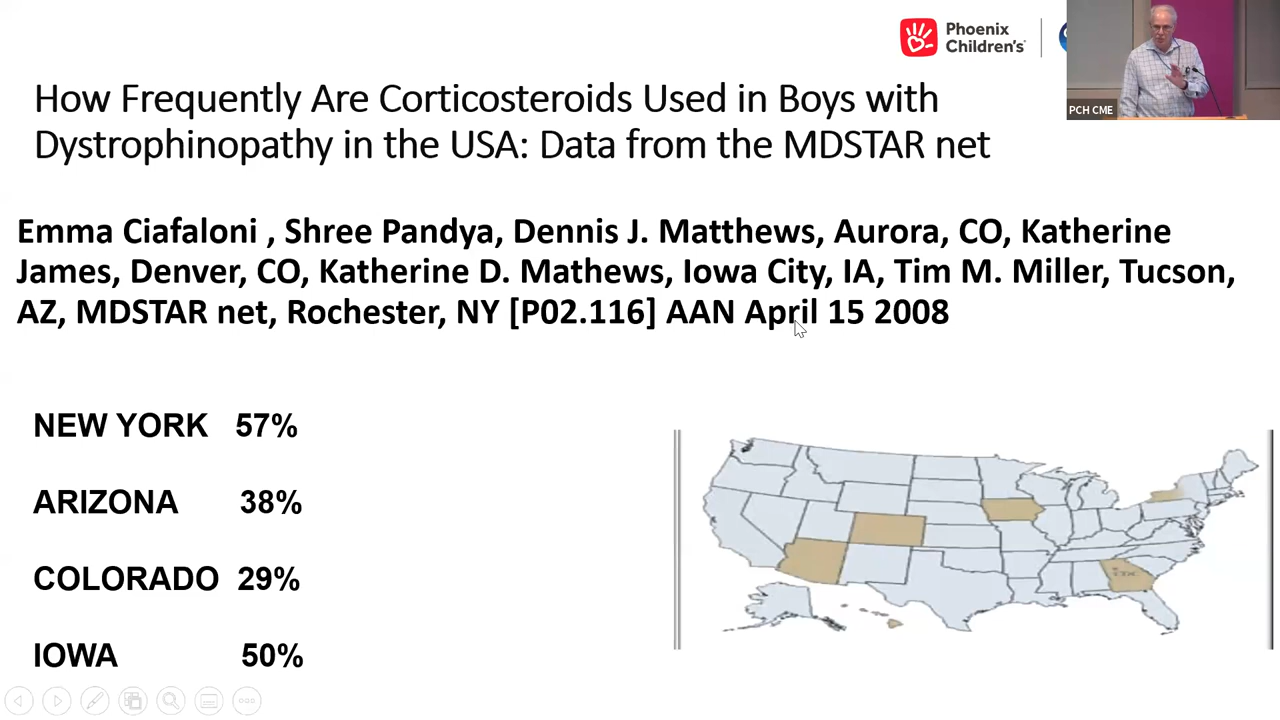 Phoenix
Children's
PCH CME
How Frequently Are Corticosteroids Used in Boys with
Dystrophinopathy in the USA: Data from the MDSTAR net
Emma Ciafaloni , Shree Pandya, Dennis J. Matthews, Aurora, CO, Katherine
James, Denver, CO, Katherine D. Mathews, Iowa City, IA, Tim M. Miller, Tucson,
AZ, MDSTAR net, Rochester, NY [P02.116] AAN April 15 2008
NEW YORK 57%
ARIZONA 38%
COLORADO 29%
IOWA 50%
CDC